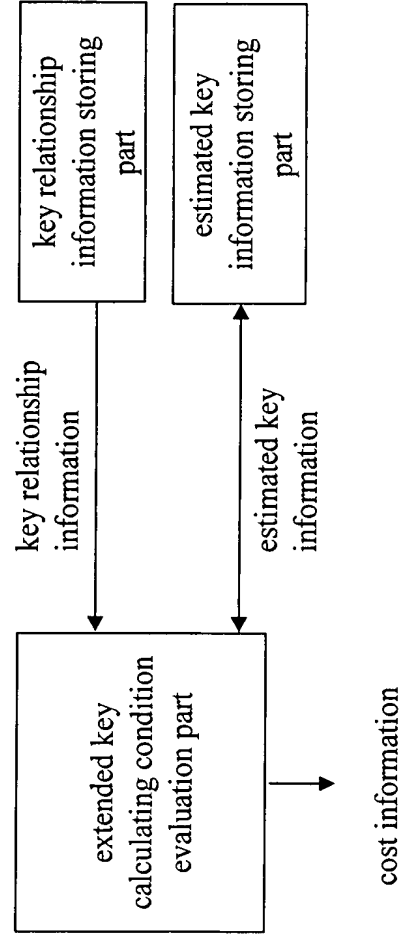 extended key
calculating condition
evaluation part
key relationship
information
key relationship
information storing
part
estimated key
information
estimated key
information storing
part
cost information